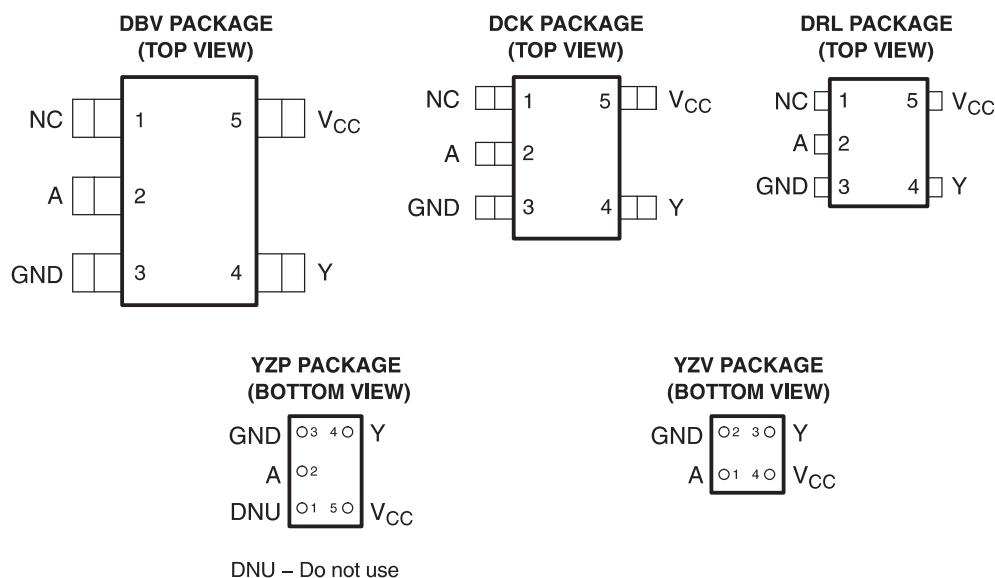 DBV PACKAGE
(TOP VIEW)
NC 1 5 VCC
A 2
GND 3 4 Y
DCK PACKAGE
(TOP VIEW)
NC 1 5 VCC
A 2
GND 3 4 Y
DRL PACKAGE
(TOP VIEW)
NC 1 5 VCC
A 2
GND 3 4 Y
YZP PACKAGE
(BOTTOM VIEW)
GND 3 4 Y
A 2
DNU 1 5 VCC
DNU – Do not use
YZV PACKAGE
(BOTTOM VIEW)
GND 2 3 Y
A 1 4 VCC